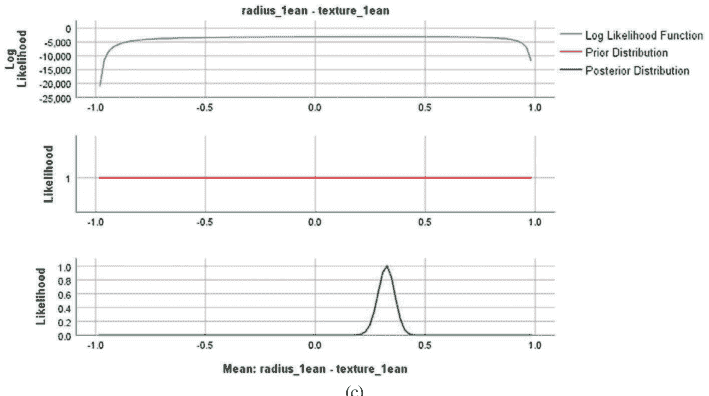 radius_1ean - texture_1ean
Log Likelihood
0
-5,000
-10,000
-15,000
-20,000
-25,000
-1.0 -0.5 0.0 0.5 1.0
Log Likelihood Function
Prior Distribution
Posterior Distribution
Likelihood
1
-1.0 -0.5 0.0 0.5 1.0
Likelihood
1.0
0.8
0.6
0.4
0.2
0.0
-1.0 -0.5 0.0 0.5 1.0
Mean: radius_1ean - texture_1ean
(c)